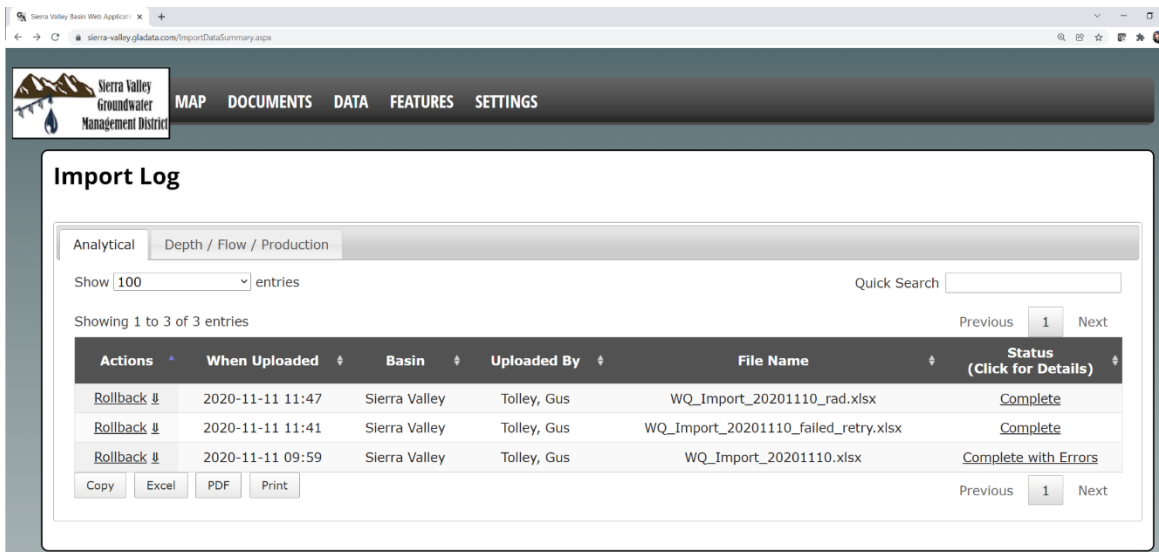 Sierra Valley Basin Web Applicati
sierra-valley.gladata.com/ImportDataSummary.aspx
Sierra Valley
Groundwater
Management District
MAP DOCUMENTS DATA FEATURES SETTINGS
Import Log
Analytical Depth / Flow / Production
Show 100 entries Quick Search
Showing 1 to 3 of 3 entries Previous 1 Next
Actions When Uploaded Basin Uploaded By File Name Status
(Click for Details)
Rollback ⇓ 2020-11-11 11:47 Sierra Valley Tolley, Gus WQ_Import_20201110_rad.xlsx Complete
Rollback ⇓ 2020-11-11 11:41 Sierra Valley Tolley, Gus WQ_Import_20201110_failed_retry.xlsx Complete
Rollback ⇓ 2020-11-11 09:59 Sierra Valley Tolley, Gus WQ_Import_20201110.xlsx Complete with Errors
Copy Excel PDF Print Previous 1 Next